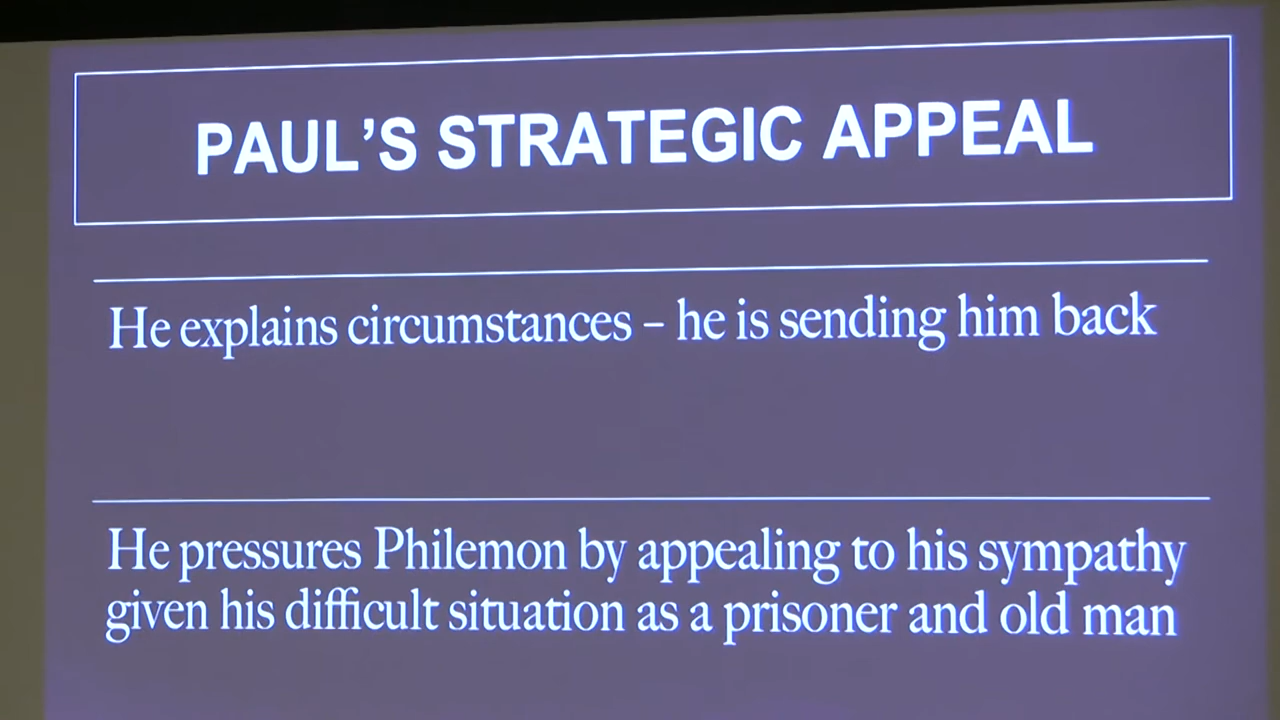 PAUL’S STRATEGIC APPEAL
He explains circumstances – he is sending him back
He pressures Philemon by appealing to his sympathy
given his difficult situation as a prisoner and old man